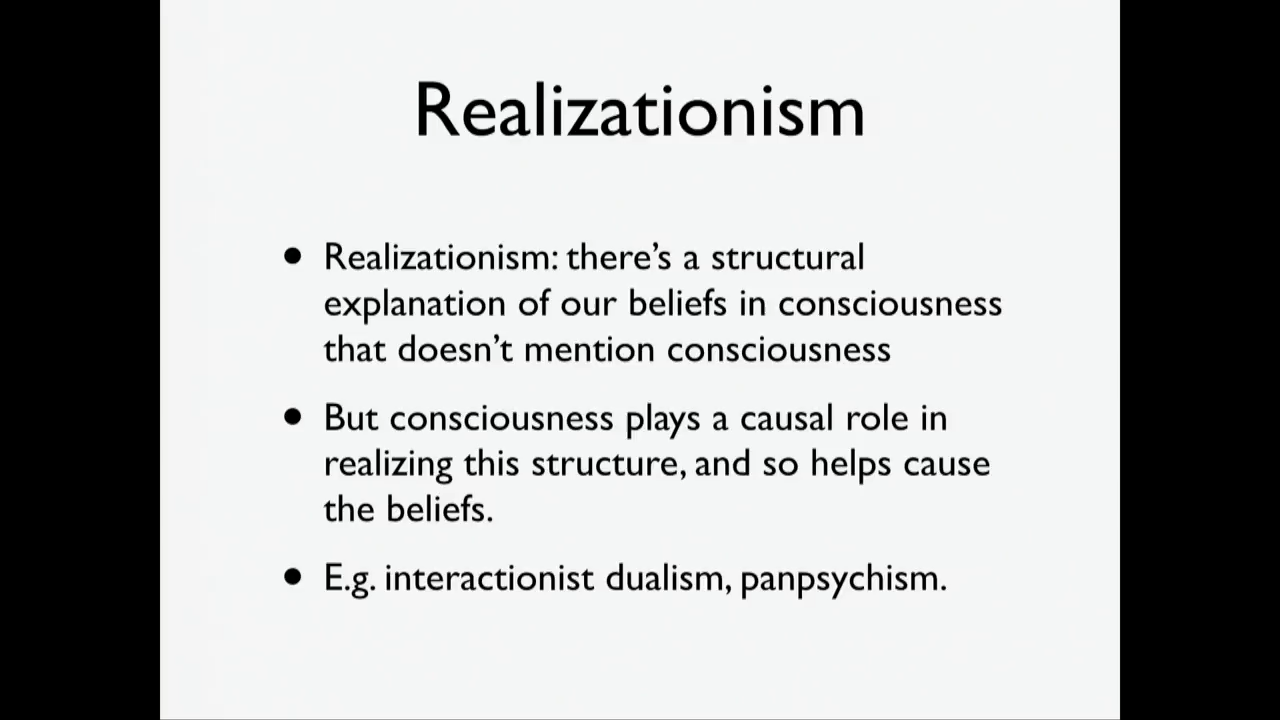 Realizationism
• Realizationism: there’s a structural
explanation of our beliefs in consciousness
that doesn’t mention consciousness
• But consciousness plays a causal role in
realizing this structure, and so helps cause
the beliefs.
• E.g. interactionist dualism, panpsychism.